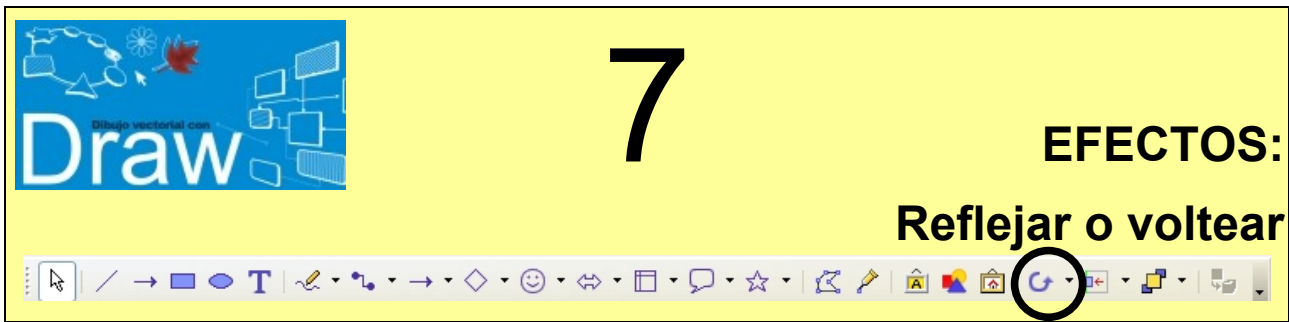 Dibujo vectorial con
Draw
7
EFECTOS:
Reflejar o voltear
T
A